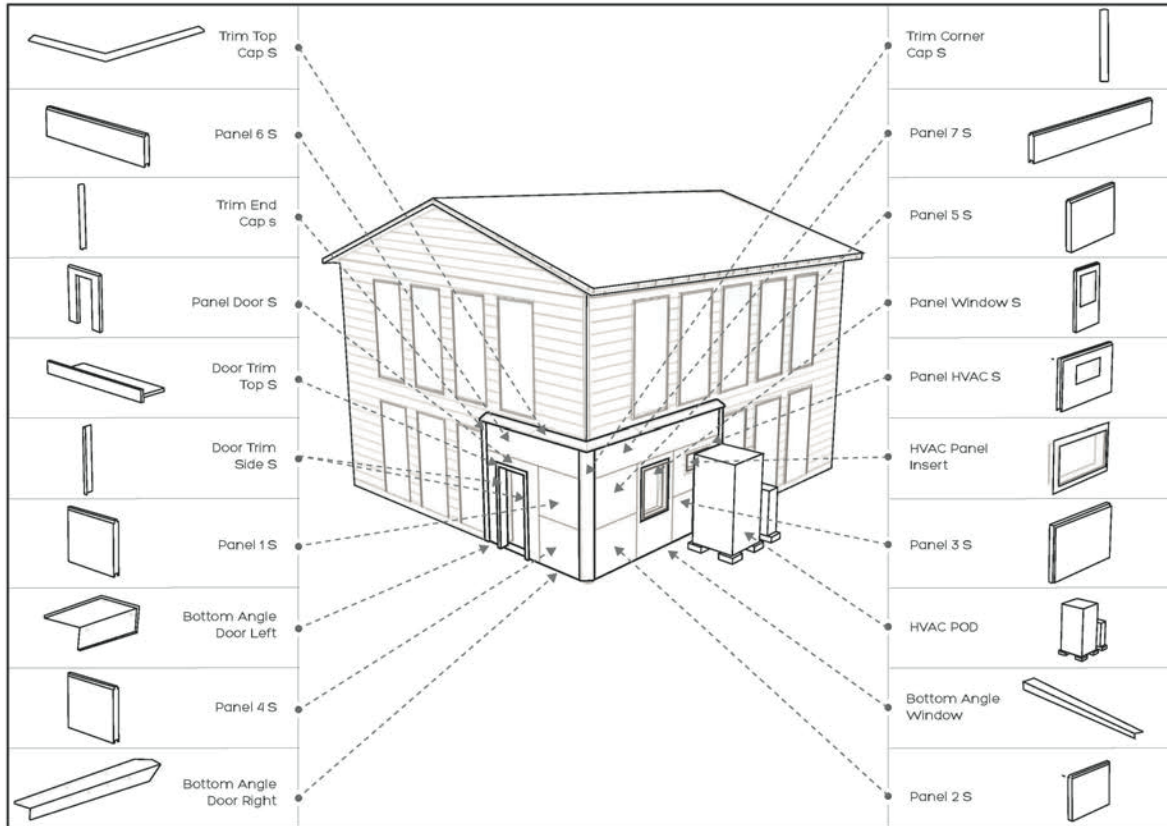 Trim Top
Cap S
Panel 6 S
Trim End
Cap s
Panel Door S
Door Trim
Top S
Door Trim
Side S
Panel 1 S
Bottom Angle
Door Left
Panel 4 S
Bottom Angle
Door Right
Trim Corner
Cap S
Panel 7 S
Panel 5 S
Panel Window S
Panel HVAC S
HVAC Panel
Insert
Panel 3 S
HVAC POD
Bottom Angle
Window
Panel 2 S